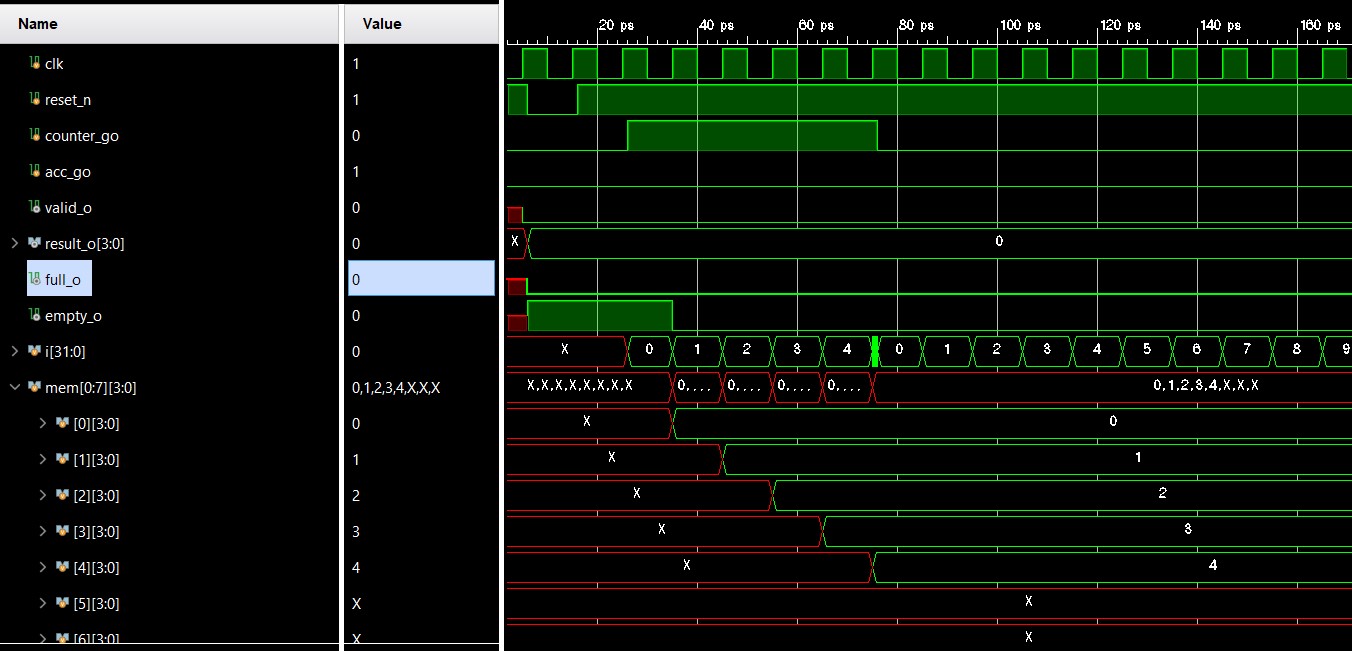 Name Value
20 ps 40 ps 60 ps 80 ps 100 ps 120 ps 140 ps 160 ps
clk 1
reset_n 1
counter_go 0
acc_go 1
valid_o 0
result_o[3:0] 0 X 0
full_o 0
empty_o 0
i[31:0] 0 X 0 1 2 3 4 0 1 2 3 4 5 6 7 8 9
mem[0:7][3:0] 0,1,2,3,4,X,X,X X,X,X,X,X,X,X,X 0,... 0,... 0,... 0,... 0,1,2,3,4,X,X,X
[0][3:0] 0 X 0
[1][3:0] 1 X 1
[2][3:0] 2 X 2
[3][3:0] 3 X 3
[4][3:0] 4 X 4
[5][3:0] X X
[6][3:0] X X